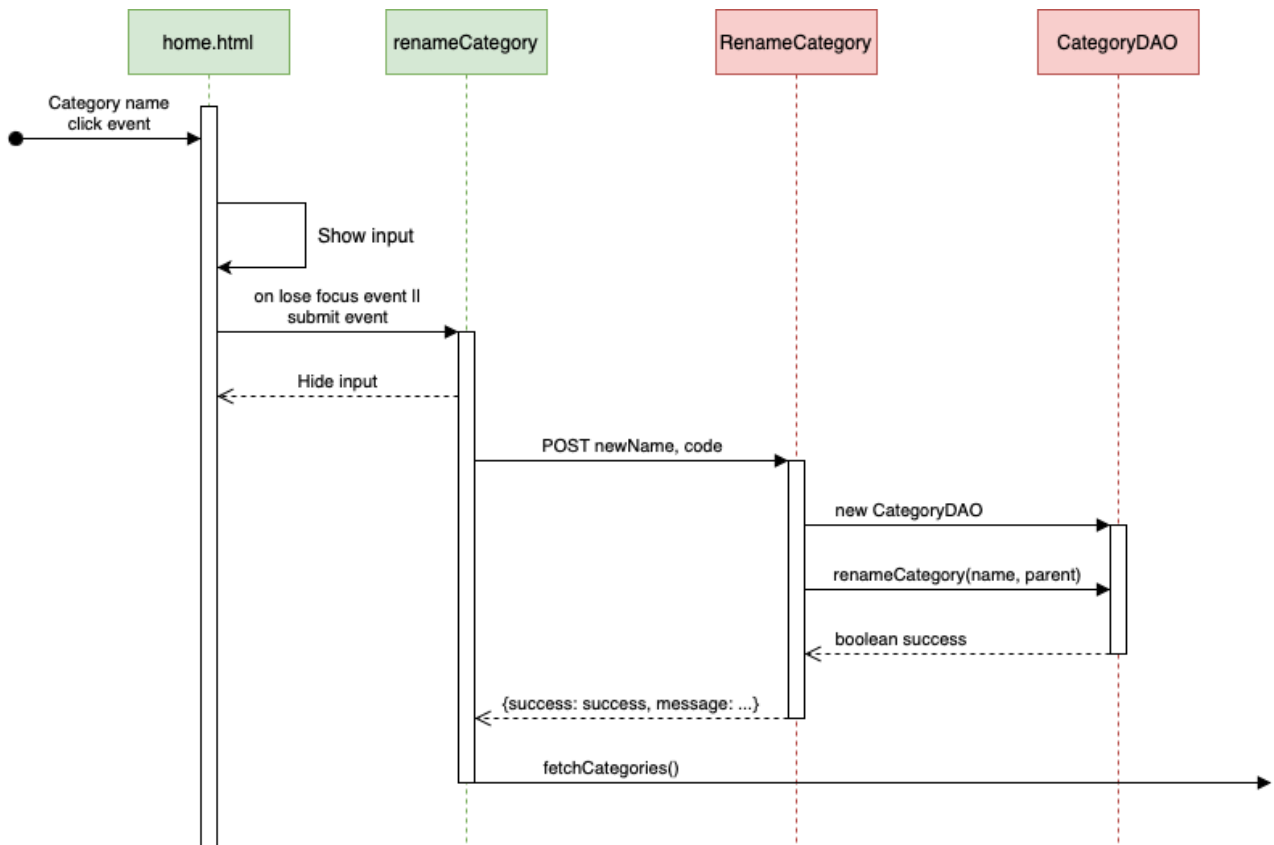 home.html
renameCategory
RenameCategory
CategoryDAO
Category name
click event
Show input
on lose focus event II
submit event
Hide input
POST newName, code
new CategoryDAO
renameCategory(name, parent)
boolean success
{success: success, message: ...}
fetchCategories()